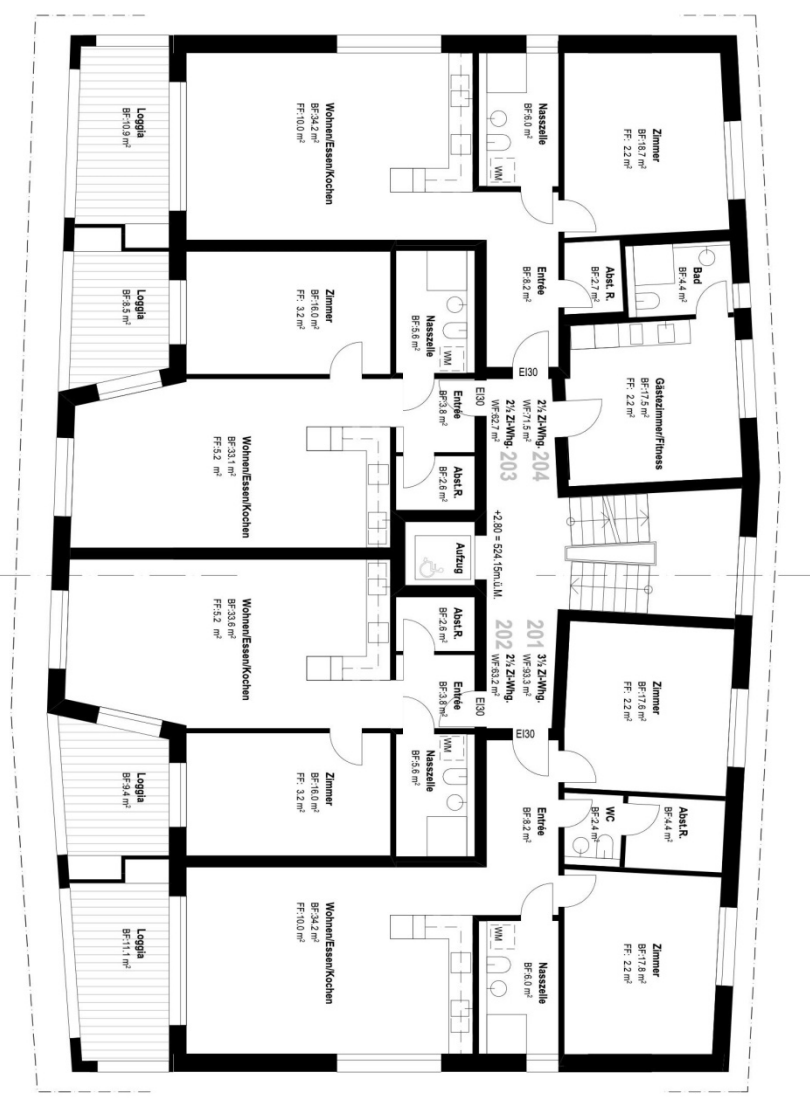 Loggia
BF:10.9 m²
Wohnen/Essen/Kochen
BF:34.2 m²
FF:10.0 m²
Nasszelle
BF:6.0 m²
WM
Zimmer
BF:18.7 m²
FF: 2.2 m²
Loggia
BF:8.5 m²
Zimmer
BF:16.0 m²
FF: 3.2 m²
Nasszelle
BF:5.6 m²
WM
Entrée
BF:8.2 m²
Abst. R.
BF:2.7 m²
Bad
BF:4.4 m²
EI30
Gästezimmer/Fitness
BF:17.5 m²
FF: 2.2 m²
Wohnen/Essen/Kochen
BF:33.1 m²
FF:5.2 m²
Entrée
BF:3.8 m²
EI30
Abst.R.
BF:2.6 m²
2½ Zi-Whg.
WF:62.7 m²
203
2½ Zi-Whg.
WF:71.5 m²
204
Aufzug
+2.80 = 524.15m.ü.M.
Wohnen/Essen/Kochen
BF:33.6 m²
FF:5.2 m²
Abst.R.
BF:2.6 m²
Entrée
BF:3.8 m²
EI30
202
2½ Zi-Whg.
WF:63.2 m²
201
3½ Zi-Whg.
WF:93.3 m²
EI30
Zimmer
BF:17.6 m²
FF: 2.2 m²
Loggia
BF:9.4 m²
Zimmer
BF:16.0 m²
FF: 3.2 m²
Nasszelle
BF:5.6 m²
WM
Entrée
BF:8.2 m²
WC
BF:2.4 m²
Abst.R.
BF:4.4 m²
Loggia
BF:11.1 m²
Wohnen/Essen/Kochen
BF:34.2 m²
FF:10.0 m²
Nasszelle
BF:6.0 m²
WM
Zimmer
BF:17.8 m²
FF: 2.2 m²